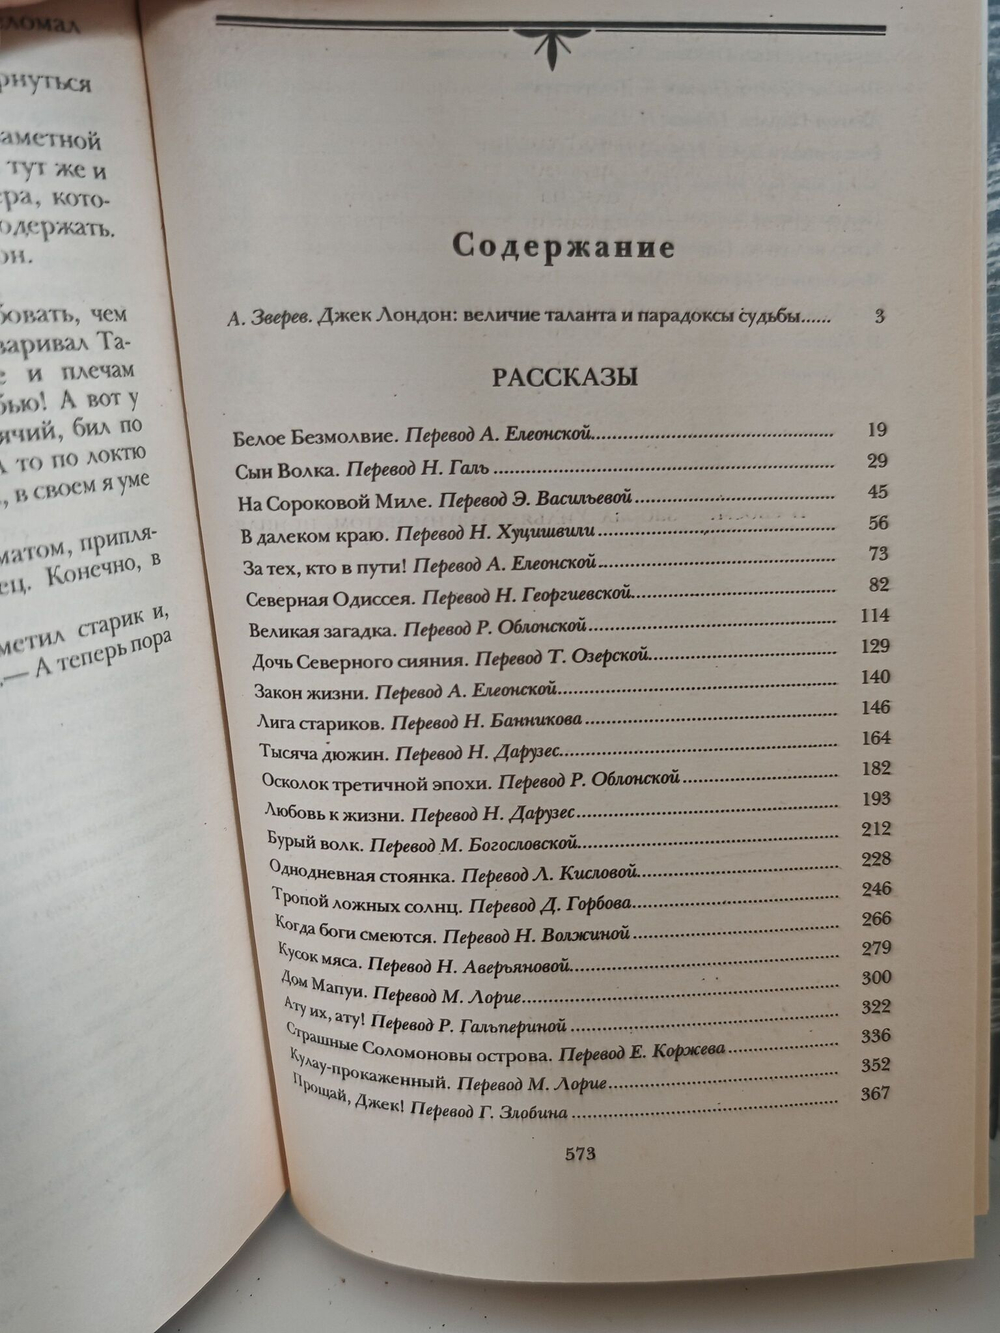 ломал
рнуться
аметной
тут же и
ера, кото-
одержать.
он.
бовать, чем
варивал Та-
е и плечам
бью! А вот у
ячий, бил по
А то по локтю
, в своем я уме
матом, припля-
ец. Конечно, в
метил старик и,
.— А теперь пора
Содержание
А. Зверев. Джек Лондон: величие таланта и парадоксы судьбы...... 3
РАССКАЗЫ
Белое Безмолвие. Перевод А. Елеонской 19
Сын Волка. Перевод Н. Галь 29
На Сороковой Миле. Перевод Э. Васильевой 45
В далеком краю. Перевод Н. Хуцишвили 56
За тех, кто в пути! Перевод А. Елеонской 73
Северная Одиссея. Перевод Н. Георгиевской 82
Великая загадка. Перевод Р. Облонской 114
Дочь Северного сияния. Перевод Т. Озерской 129
Закон жизни. Перевод А. Елеонской 140
Лига стариков. Перевод Н. Банникова 146
Тысяча дюжин. Перевод Н. Дарузес 164
Осколок третичной эпохи. Перевод Р. Облонской 182
Любовь к жизни. Перевод Н. Дарузес 193
Бурый волк. Перевод М. Богословской 212
Однодневная стоянка. Перевод Л. Кисловой 228
Тропой ложных солнц. Перевод Д. Горбова 246
Когда боги смеются. Перевод Н. Волжиной 266
Кусок мяса. Перевод Н. Аверьяновой 279
Дом Мапуи. Перевод М. Лорие 300
Ату их, ату! Перевод Р. Гальпериной 322
Страшные Соломоновы острова. Перевод Е. Коржева 336
Кулау-прокаженный. Перевод М. Лорие 352
Прощай, Джек! Перевод Г. Злобина 367
573